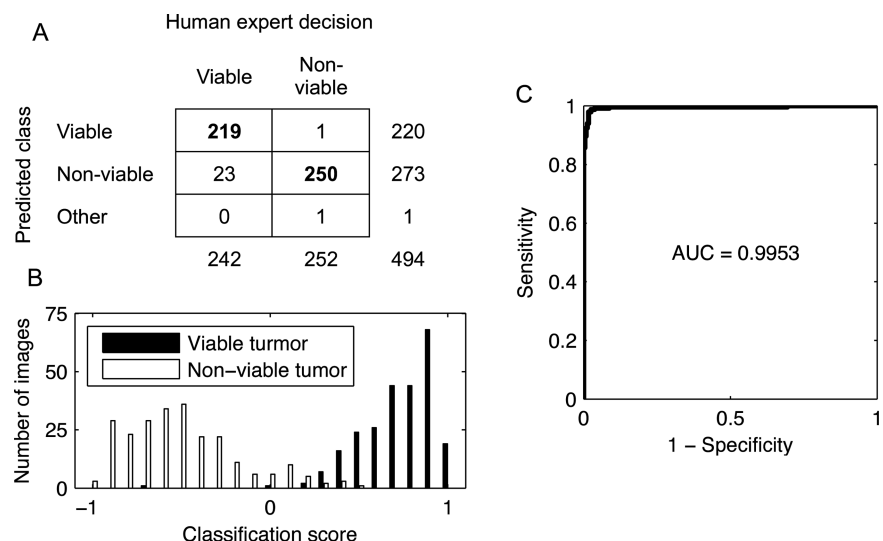 A
Human expert decision
Viable
Non-
viable
Predicted class
Viable
219
1
220
Non-viable
23
250
273
Other
0
1
1
242
252
494
B
75
50
25
0
Number of images
Viable turmor
Non−viable tumor
−1
0
1
Classification score
C
1
0.8
0.6
0.4
0.2
0
Sensitivity
AUC = 0.9953
0
0.5
1
1 − Specificity